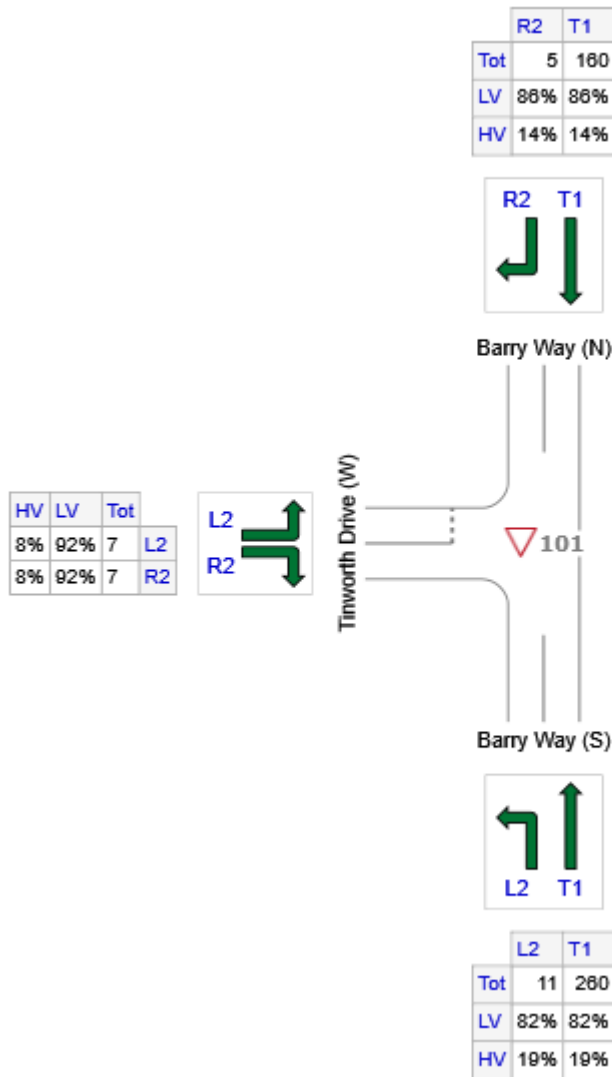 R2 T1
Tot 5 160
LV 86% 86%
HV 14% 14%
R2 T1
Barry Way (N)
HV LV Tot
8% 92% 7 L2
8% 92% 7 R2
L2
R2
Tinworth Drive (W)
101
Barry Way (S)
L2 T1
L2 T1
Tot 11 260
LV 82% 82%
HV 19% 19%